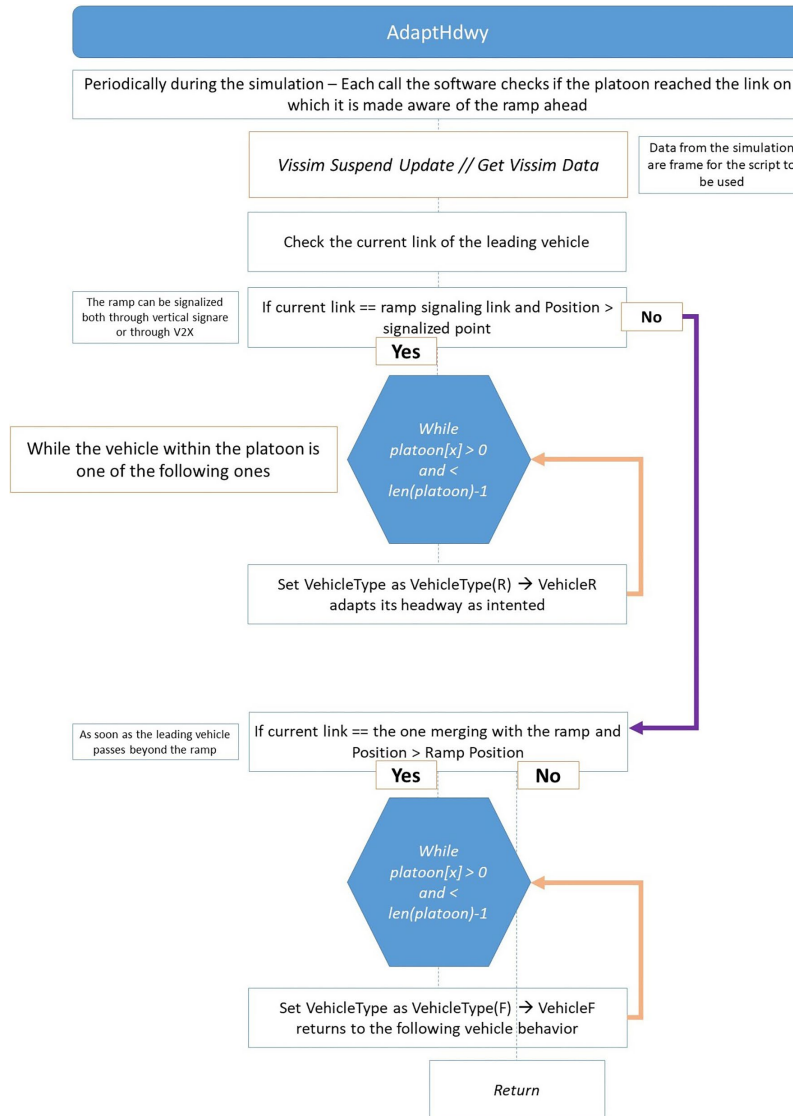 AdaptHdwy
Periodically during the simulation – Each call the software checks if the platoon reached the link on
which it is made aware of the ramp ahead
Vissim Suspend Update // Get Vissim Data
Data from the simulation
are frame for the script to
be used
Check the current link of the leading vehicle
The ramp can be signalized
both through vertical signare
or through V2X
If current link == ramp signaling link and Position >
signalized point
No
Yes
While the vehicle within the platoon is
one of the following ones
While
platoon[x] > 0
and <
len(platoon)-1
Set VehicleType as VehicleType(R) → VehicleR
adapts its headway as intented
As soon as the leading vehicle
passes beyond the ramp
If current link == the one merging with the ramp and
Position > Ramp Position
Yes
No
While
platoon[x] > 0
and <
len(platoon)-1
Set VehicleType as VehicleType(F) → VehicleF
returns to the following vehicle behavior
Return